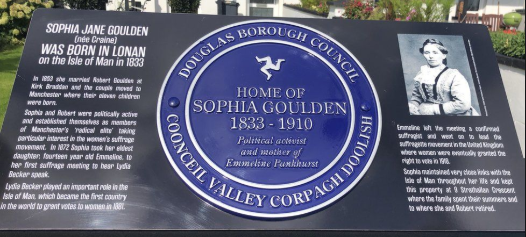 SOPHIA JANE GOULDEN
(née Craine)
WAS BORN IN LONAN
on the Isle of Man in 1833
In 1853 she married Robert Goulden at
Kirk Braddan and the couple moved to
Manchester where their eleven children
were born.
Sophia and Robert were politically active
and established themselves as members
of Manchester's 'radical elite' taking
particular interest in the women's suffrage
movement. In 1872 Sophia took her eldest
daughter, fourteen year old Emmeline, to
her first suffrage meeting to hear Lydia
Becker speak.
Lydia Becker played an important role in the
Isle of Man, which became the first country
in the world to grant votes to women in 1881.
DOUGLAS BOROUGH COUNCIL
HOME OF
SOPHIA GOULDEN
1833 - 1910
Political activist
and mother of
Emmeline Pankhurst
COONCEIL VALLEY CORPAGH DOOLISH
Emmeline left the meeting a confirmed
suffragist and went on to lead the
suffragette movement in the United Kingdom,
where women were eventually granted the
right to vote in 1918.
Sophia maintained very close links with the
Isle of Man throughout her life and kept
this property at 9 Strathallan Crescent
where the family spent their summers and
to where she and Robert retired.